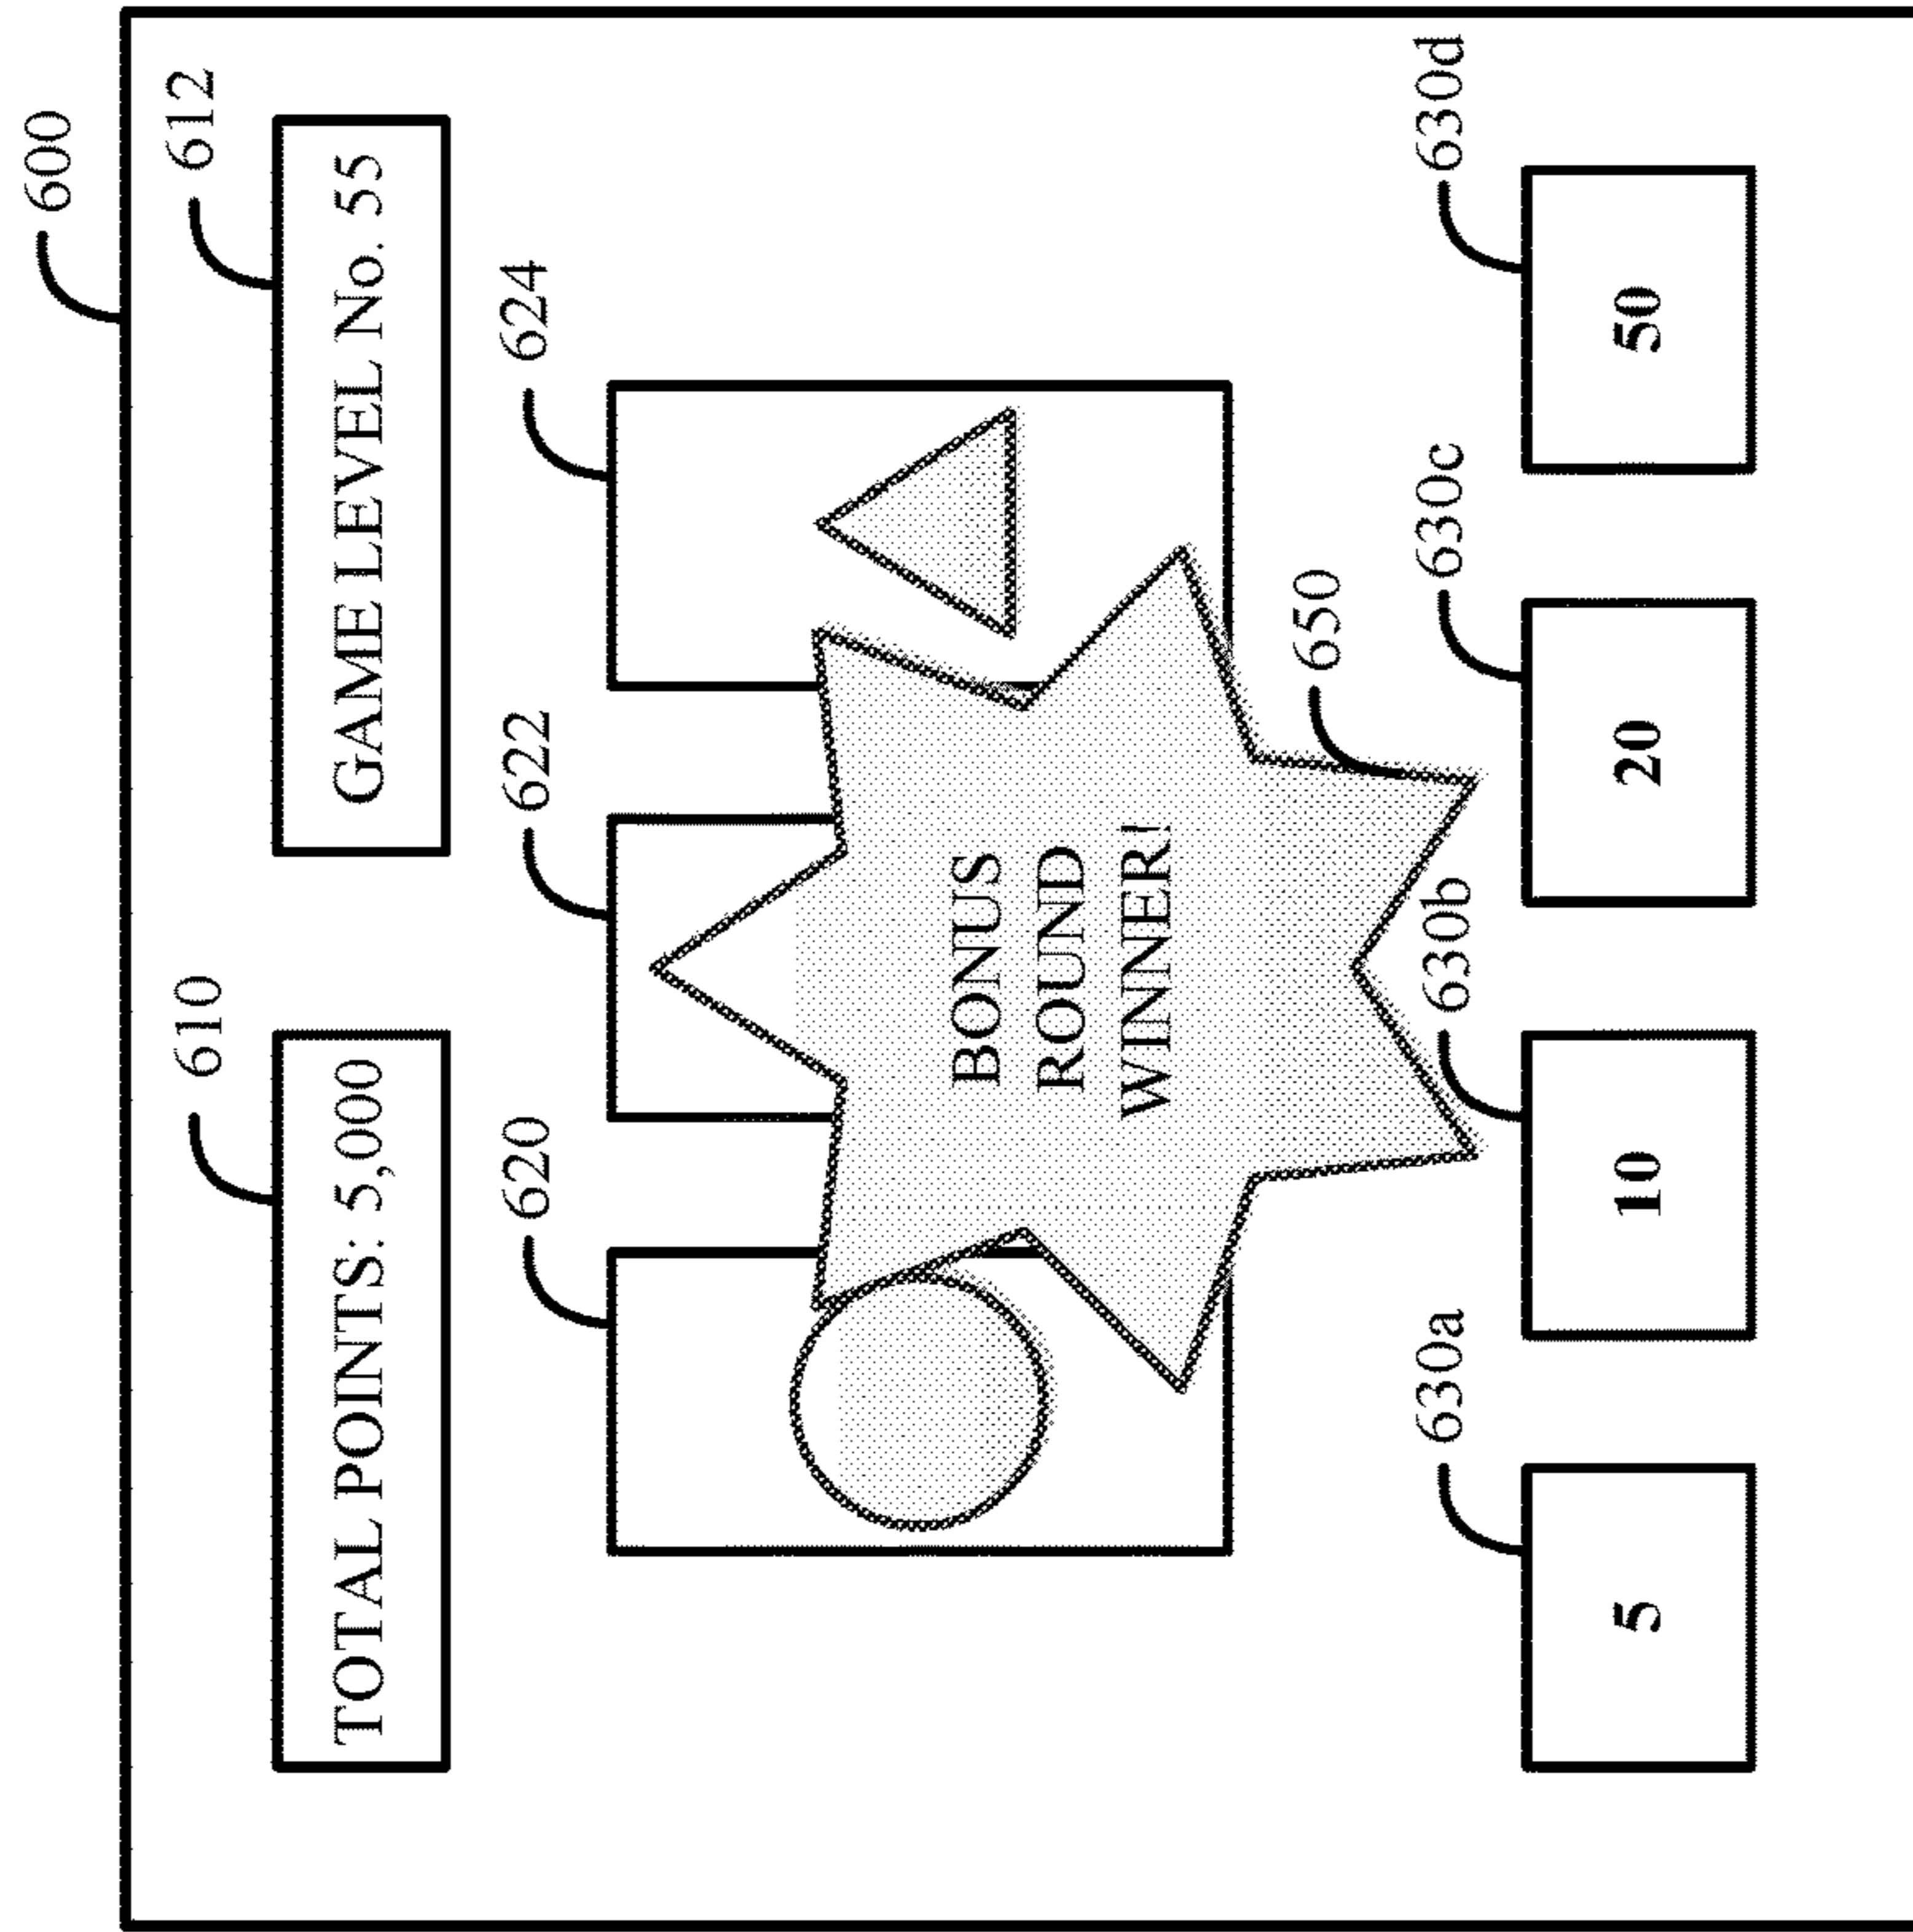 600
610
612
TOTAL POINTS: 5,000
GAME LEVEL No. 55
620
622
624
BONUS
ROUND
WINNER!
650
630a
630b
630c
630d
5
10
20
50